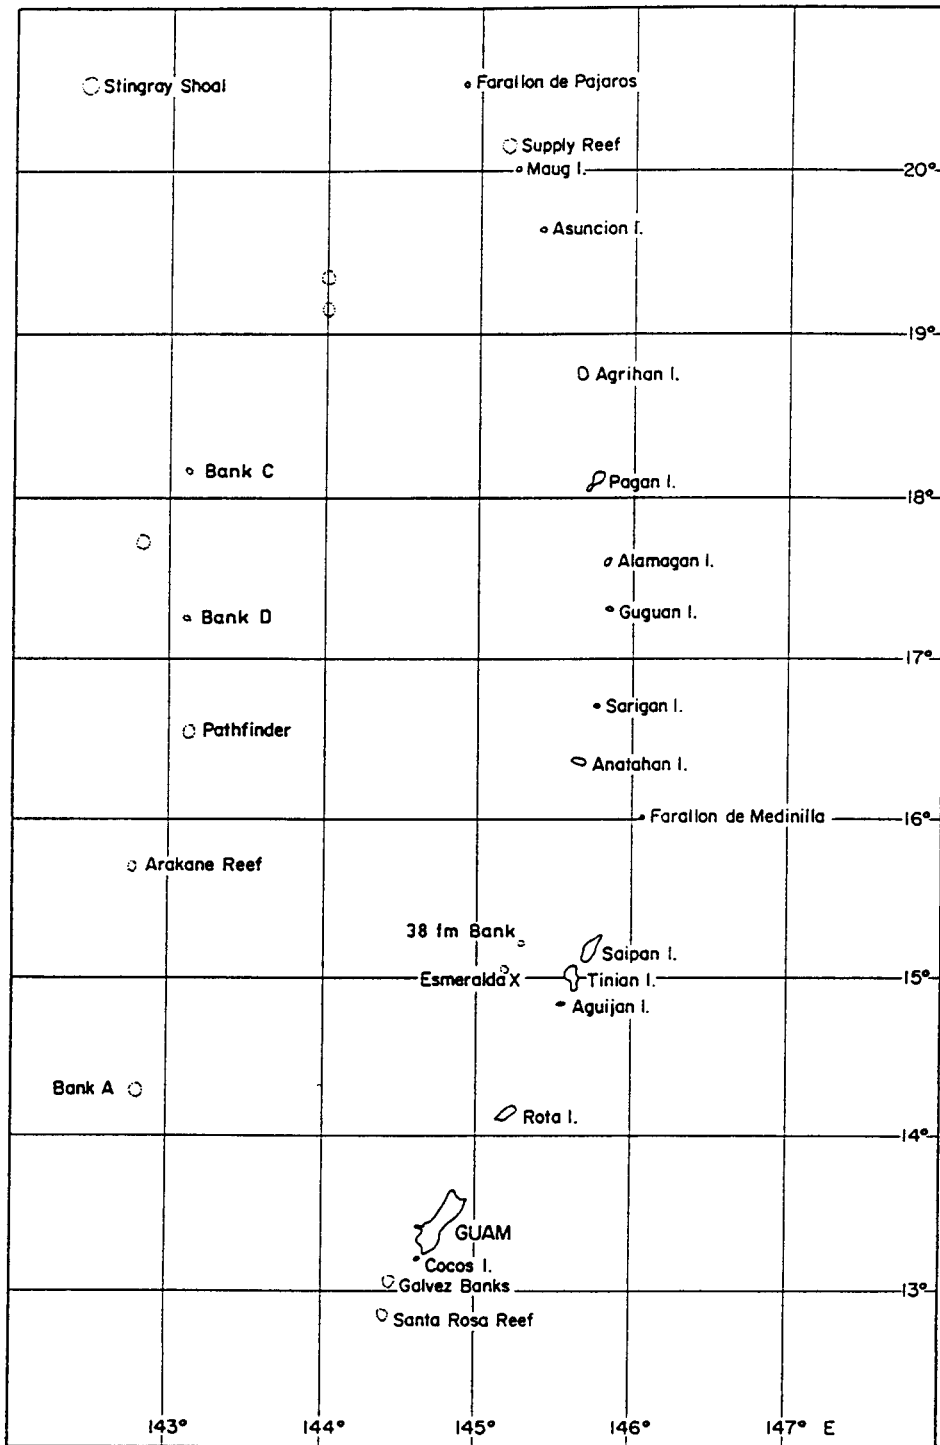 Stingray Shoal
Farallon de Pajaros
Supply Reef
Maug I.
20°
Asuncion I.
19°
Agrihan I.
Bank C
Pagan I.
18°
Alamagan I.
Guguan I.
Bank D
17°
Sarigan I.
Pathfinder
Anatahan I.
Farallon de Medinilla
16°
Arakane Reef
38 fm Bank
Saipan I.
Esmeralda X
Tinian I.
15°
Aguijan I.
Bank A
Rota I.
14°
GUAM
Cocos I.
Galvez Banks
13°
Santa Rosa Reef
143° 144° 145° 146° 147° E